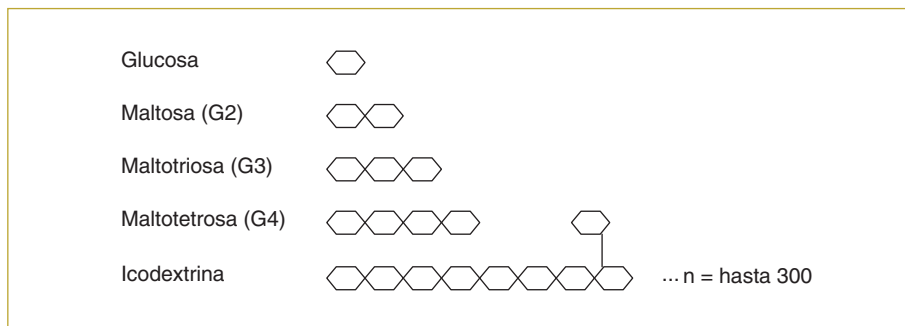 Glucosa
Maltosa (G2)
Maltotriosa (G3)
Maltotetrosa (G4)
Icodextrina ... n = hasta 300